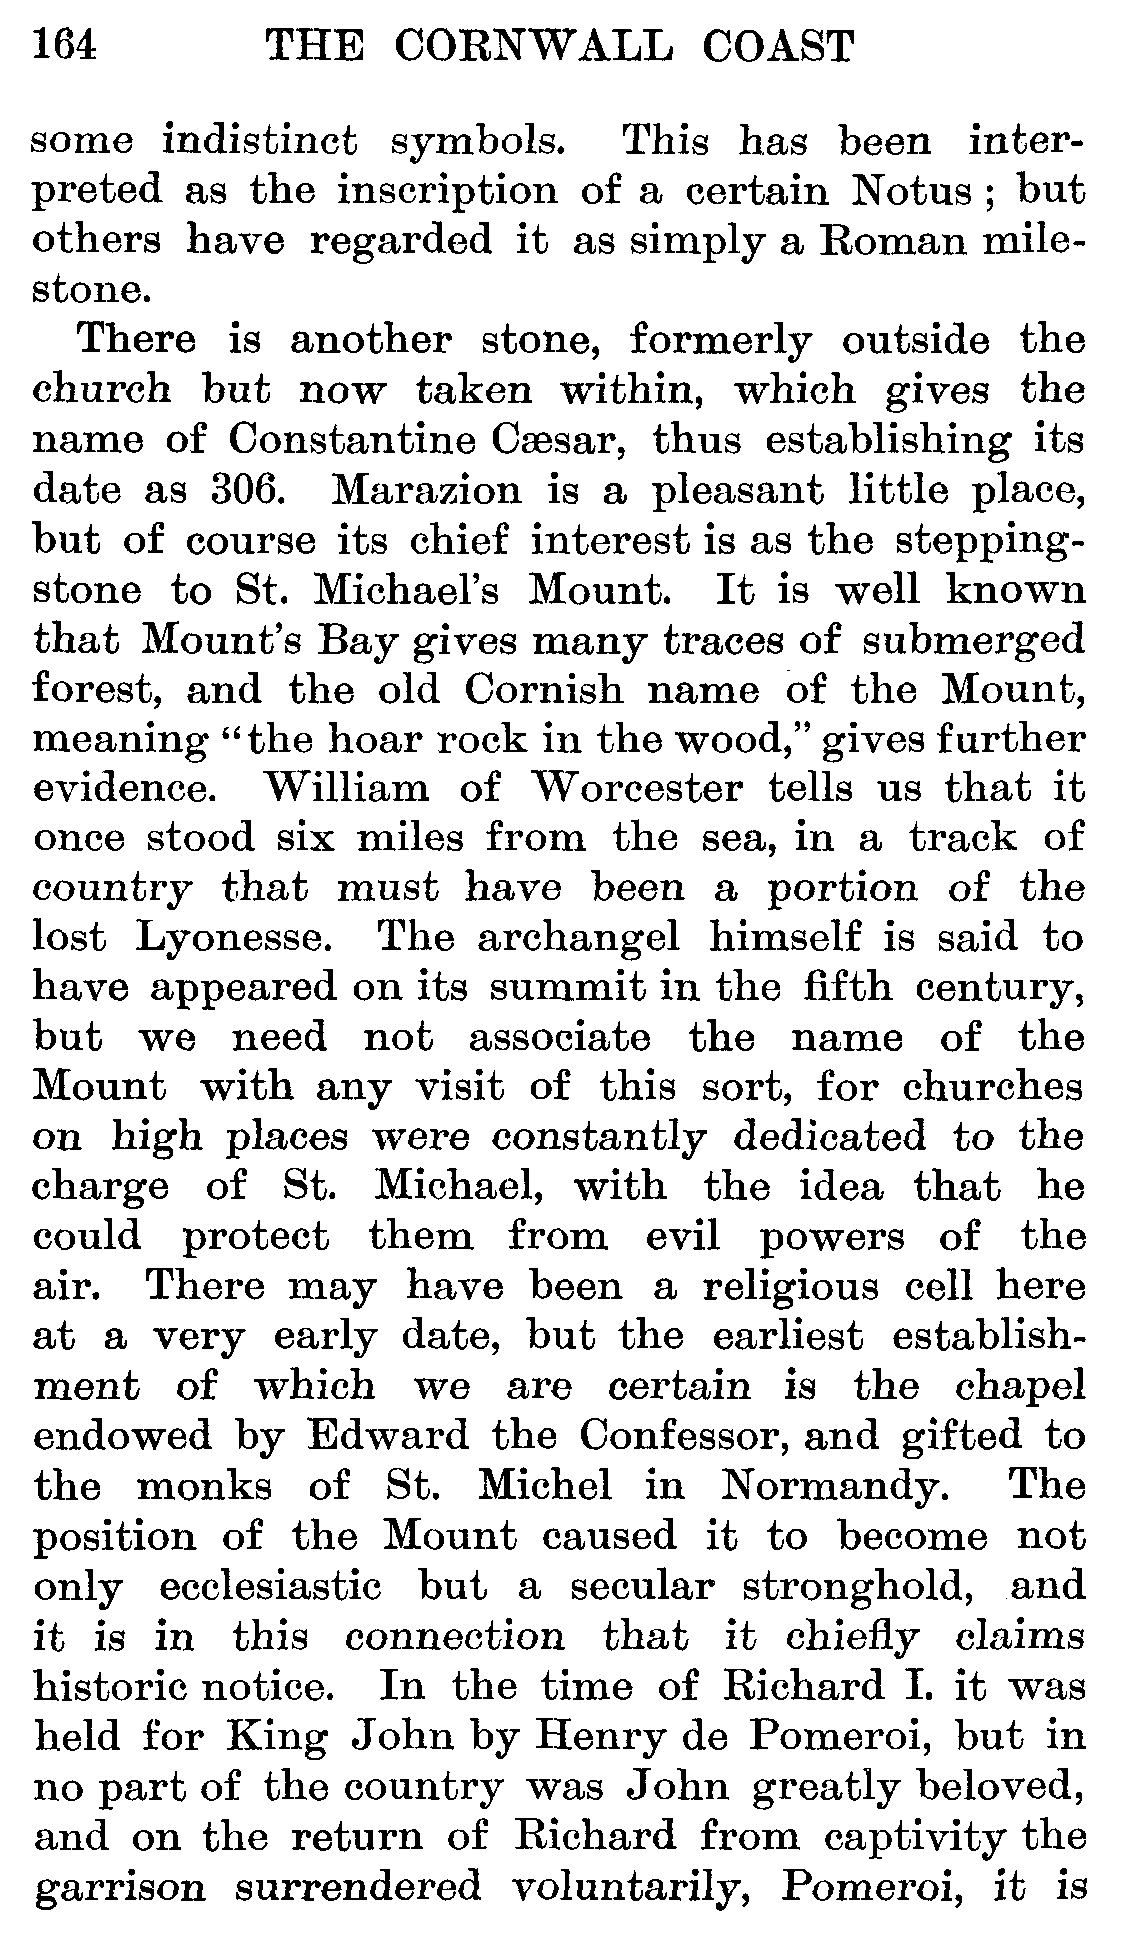 164 THE CORNWALL COAST
some indistinct symbols. This has been inter-
preted as the inscription of a certain Notus ; but
others have regarded it as simply a Roman mile-
stone.
There is another stone, formerly outside the
church but now taken within, which gives the
name of Constantine Cæsar, thus establishing its
date as 306. Marazion is a pleasant little place,
but of course its chief interest is as the stepping-
stone to St. Michael's Mount. It is well known
that Mount's Bay gives many traces of submerged
forest, and the old Cornish name of the Mount,
meaning “the hoar rock in the wood,” gives further
evidence. William of Worcester tells us that it
once stood six miles from the sea, in a track of
country that must have been a portion of the
lost Lyonesse. The archangel himself is said to
have appeared on its summit in the fifth century,
but we need not associate the name of the
Mount with any visit of this sort, for churches
on high places were constantly dedicated to the
charge of St. Michael, with the idea that he
could protect them from evil powers of the
air. There may have been a religious cell here
at a very early date, but the earliest establish-
ment of which we are certain is the chapel
endowed by Edward the Confessor, and gifted to
the monks of St. Michel in Normandy. The
position of the Mount caused it to become not
only ecclesiastic but a secular stronghold, and
it is in this connection that it chiefly claims
historic notice. In the time of Richard I. it was
held for King John by Henry de Pomeroi, but in
no part of the country was John greatly beloved,
and on the return of Richard from captivity the
garrison surrendered voluntarily, Pomeroi, it is